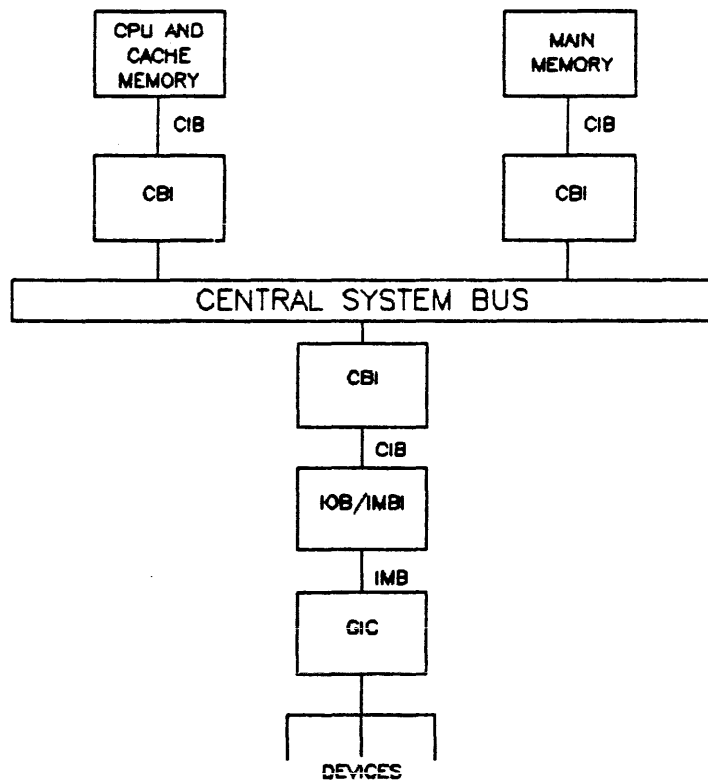 CPU AND
CACHE
MEMORY
MAIN
MEMORY
CIB
CIB
CBI
CBI
CENTRAL SYSTEM BUS
CBI
CIB
IOB/IMBI
IMB
GIC
DEVICES